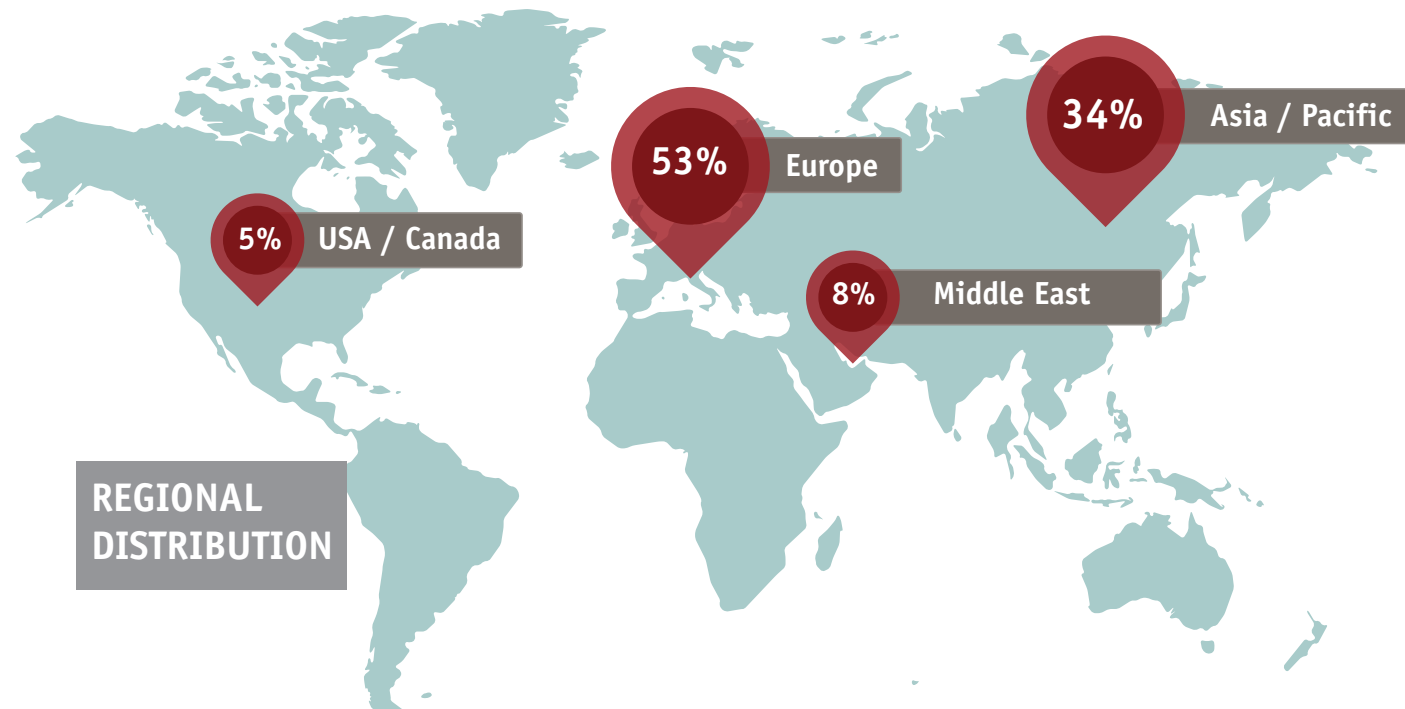 34%
Asia / Pacific
53%
Europe
5%
USA / Canada
8%
Middle East
REGIONAL
DISTRIBUTION